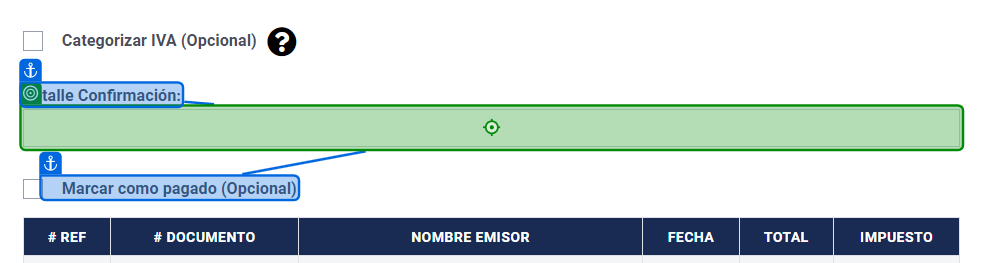 Categorizar IVA (Opcional) ?
talle Confirmación:
Marcar como pagado (Opcional)
# REF # DOCUMENTO NOMBRE EMISOR FECHA TOTAL IMPUESTO